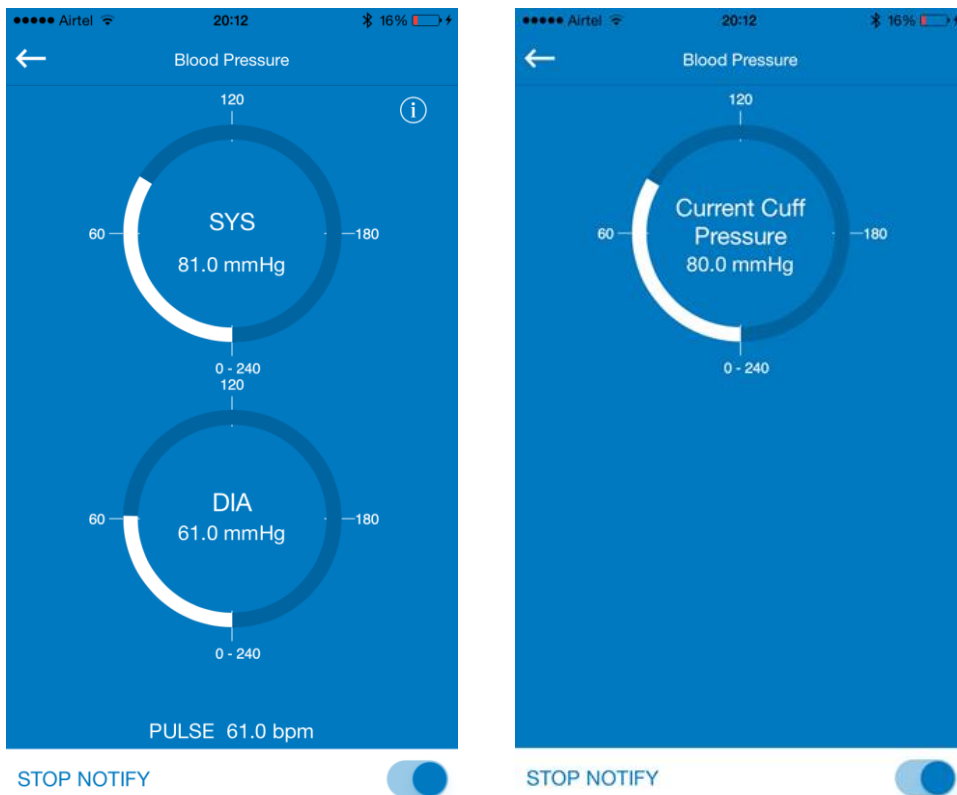 Airtel 20:12 16%
Blood Pressure
120
i
SYS
60
180
81.0 mmHg
0 - 240
120
DIA
60
180
61.0 mmHg
0 - 240
PULSE 61.0 bpm
STOP NOTIFY
Airtel 20:12 16%
Blood Pressure
120
Current Cuff
60
Pressure
180
80.0 mmHg
0 - 240
STOP NOTIFY